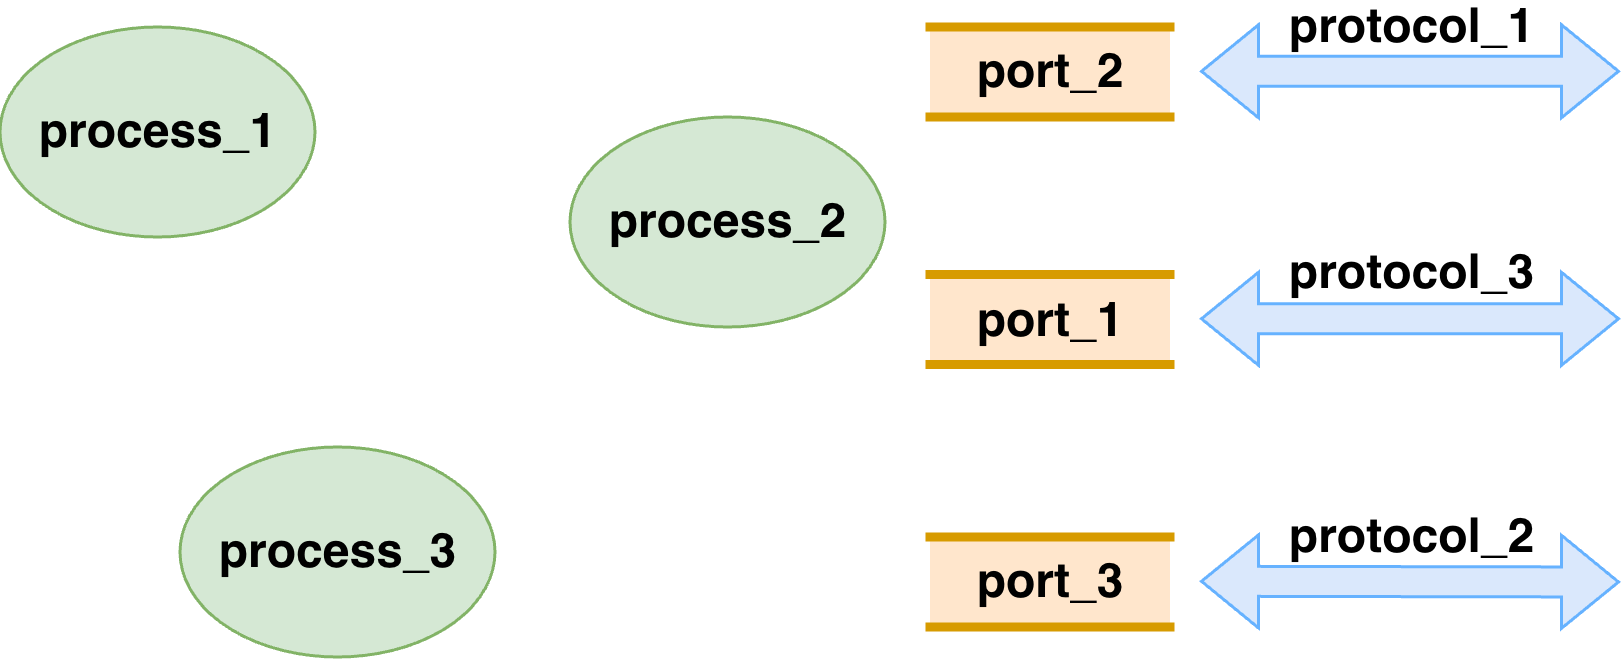 protocol_1
port_2
process_1
process_2
protocol_3
port_1
protocol_2
process_3
port_3